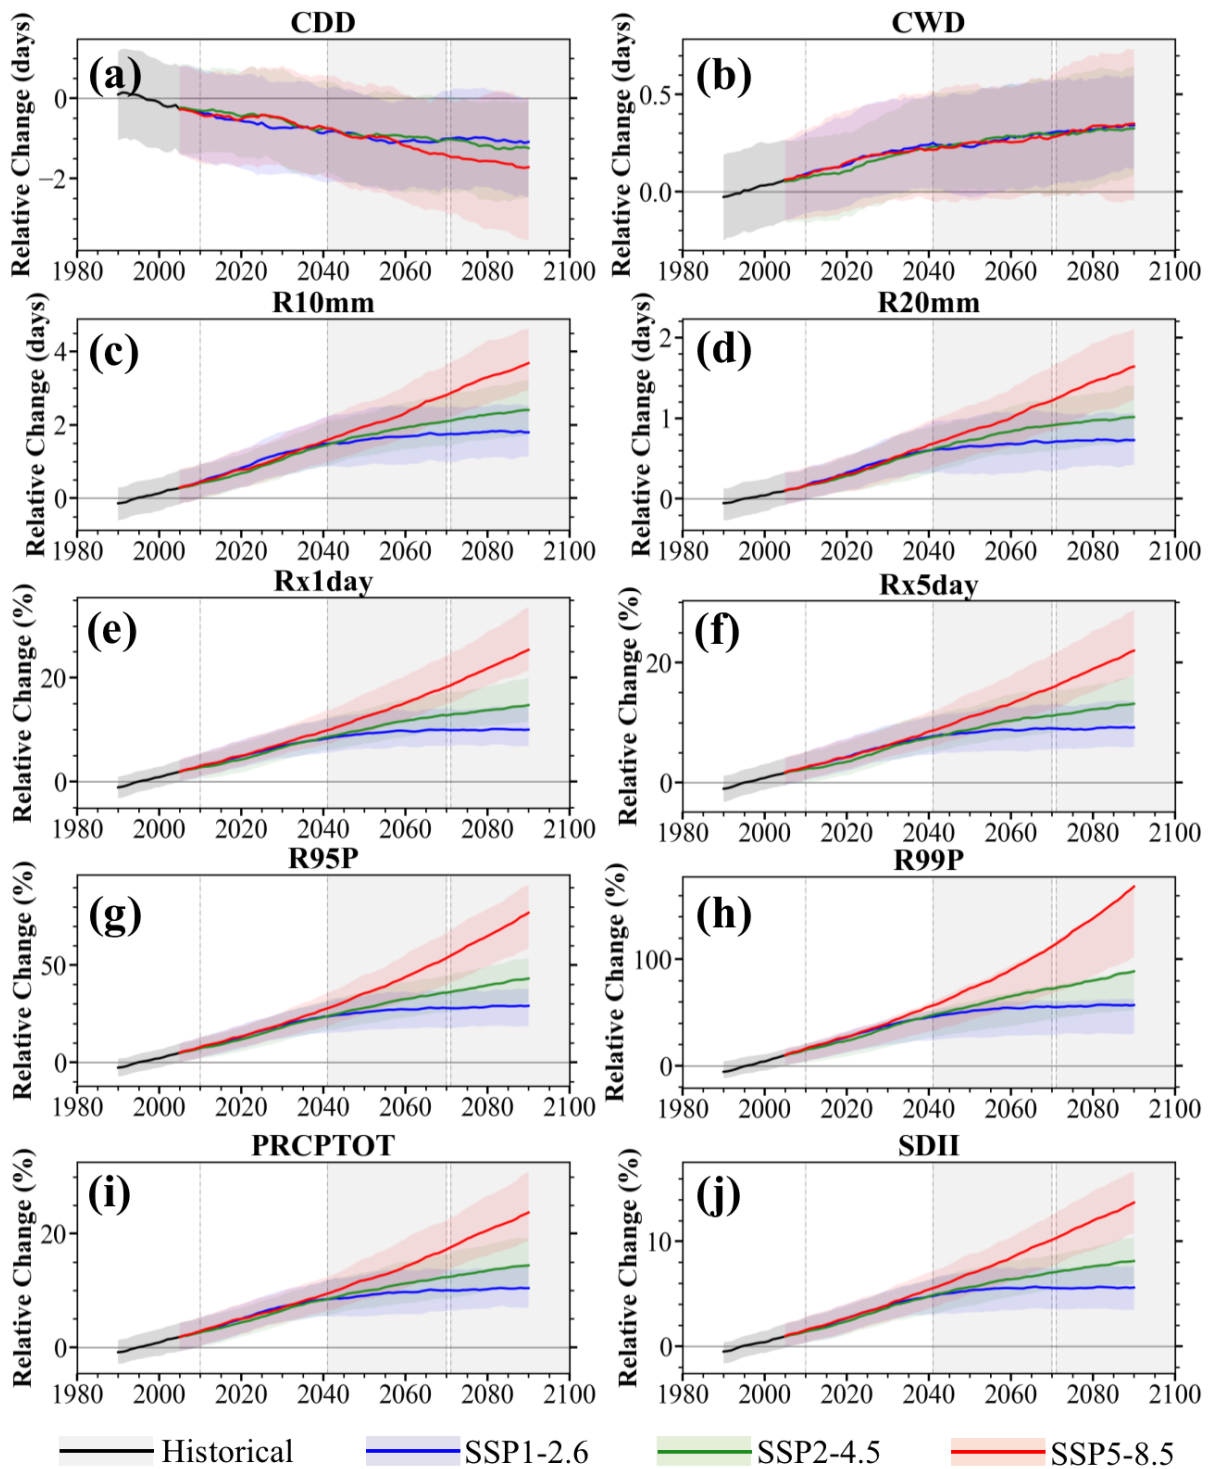 CDD
(a)
Relative Change (days)
0
−2
1980 2000 2020 2040 2060 2080 2100
CWD
(b)
Relative Change (days)
0.5
0.0
1980 2000 2020 2040 2060 2080 2100
R10mm
(c)
Relative Change (days)
4
2
0
1980 2000 2020 2040 2060 2080 2100
R20mm
(d)
Relative Change (days)
2
1
0
1980 2000 2020 2040 2060 2080 2100
Rx1day
(e)
Relative Change (%)
20
0
1980 2000 2020 2040 2060 2080 2100
Rx5day
(f)
Relative Change (%)
20
0
1980 2000 2020 2040 2060 2080 2100
R95P
(g)
Relative Change (%)
50
0
1980 2000 2020 2040 2060 2080 2100
R99P
(h)
Relative Change (%)
100
0
1980 2000 2020 2040 2060 2080 2100
PRCPTOT
(i)
Relative Change (%)
20
0
1980 2000 2020 2040 2060 2080 2100
SDII
(j)
Relative Change (%)
10
0
1980 2000 2020 2040 2060 2080 2100
Historical SSP1-2.6 SSP2-4.5 SSP5-8.5